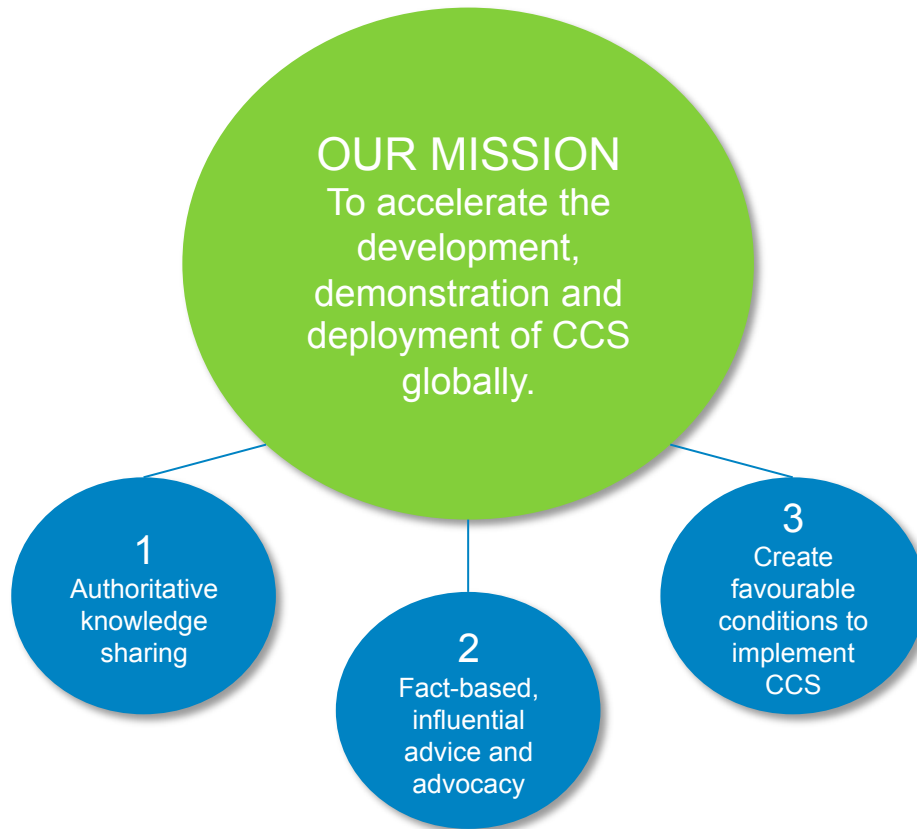 OUR MISSION
To accelerate the
development,
demonstration and
deployment of CCS
globally.
1
Authoritative
knowledge
sharing
2
Fact-based,
influential
advice and
advocacy
3
Create
favourable
conditions to
implement
CCS